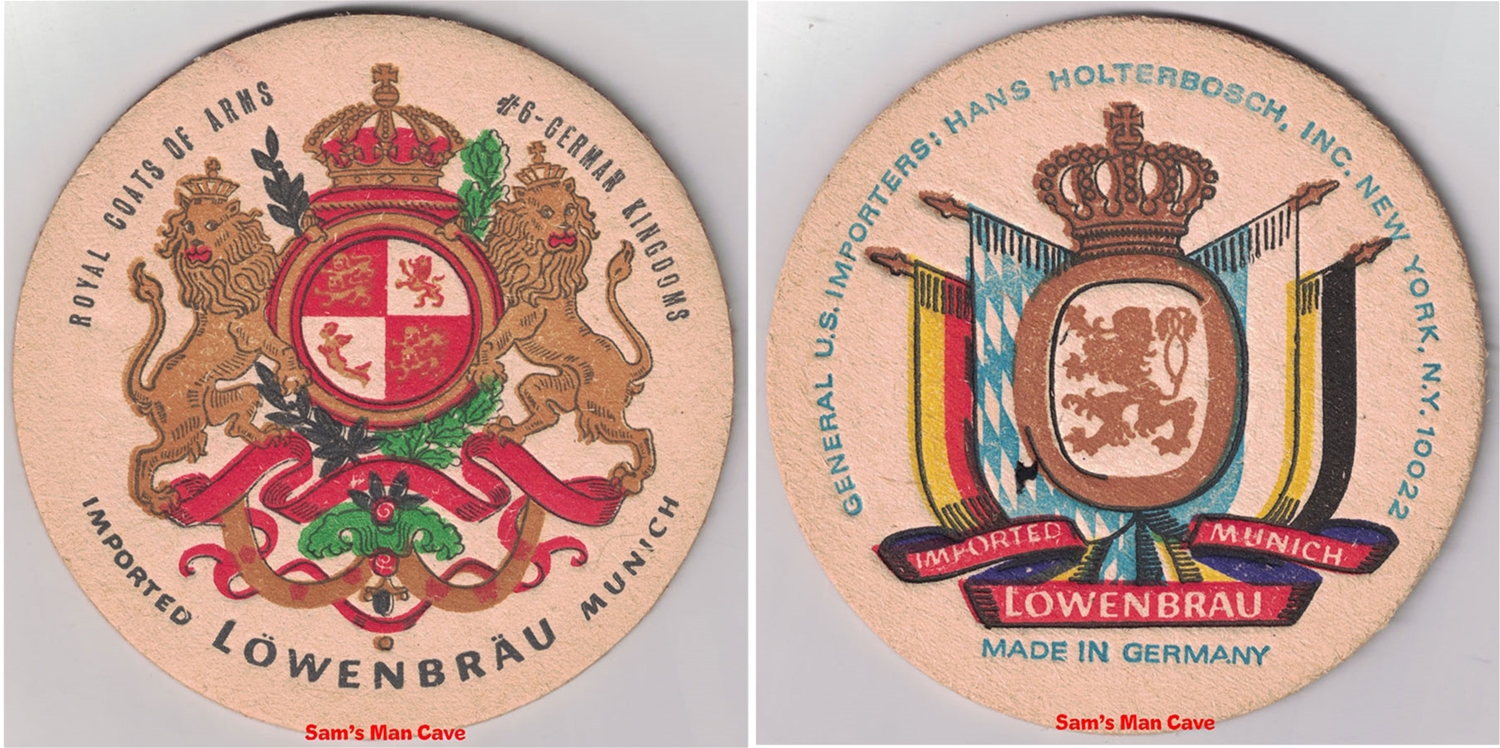 ROYAL COATS OF ARMS
#6-GERMAN KINGDOMS
IMPORTED LÖWENBRÄU MUNICH
Sam's Man Cave
GENERAL U.S. IMPORTERS: HANS HOLTERBOSCH, INC. NEW YORK, N.Y. 10022
IMPORTED
MUNICH
LÖWENBRÄU
MADE IN GERMANY
Sam's Man Cave